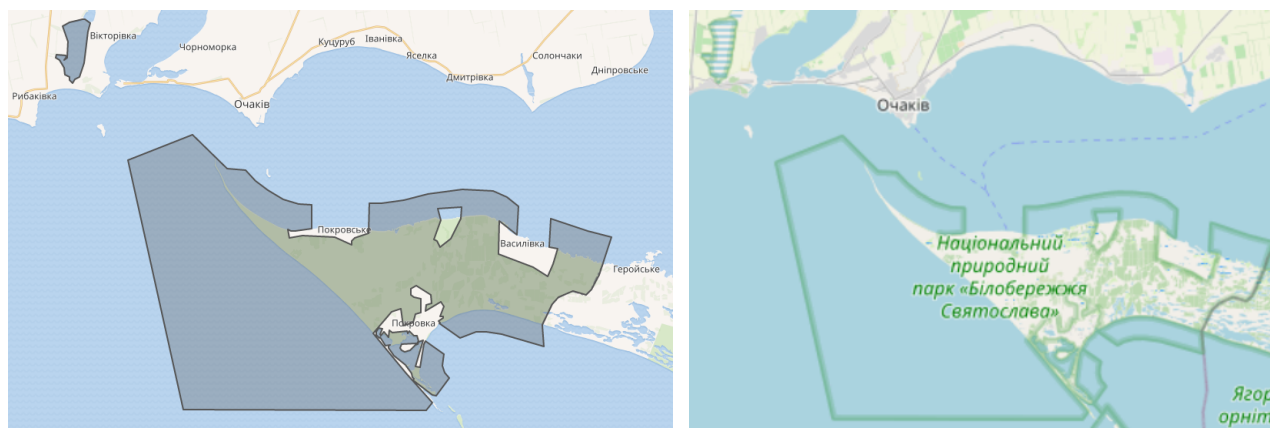 Вікторівка
Чорноморка
Куцуруб
Іванівка
Яселка
Солончаки
Дмитрівка
Дніпровське
Рибаківка
Очаків
Покровське
Василівка
Геройське
Покровка
Очаків
Національний
природний
парк «Білобережжя
Святослава»
Ягор
орніт